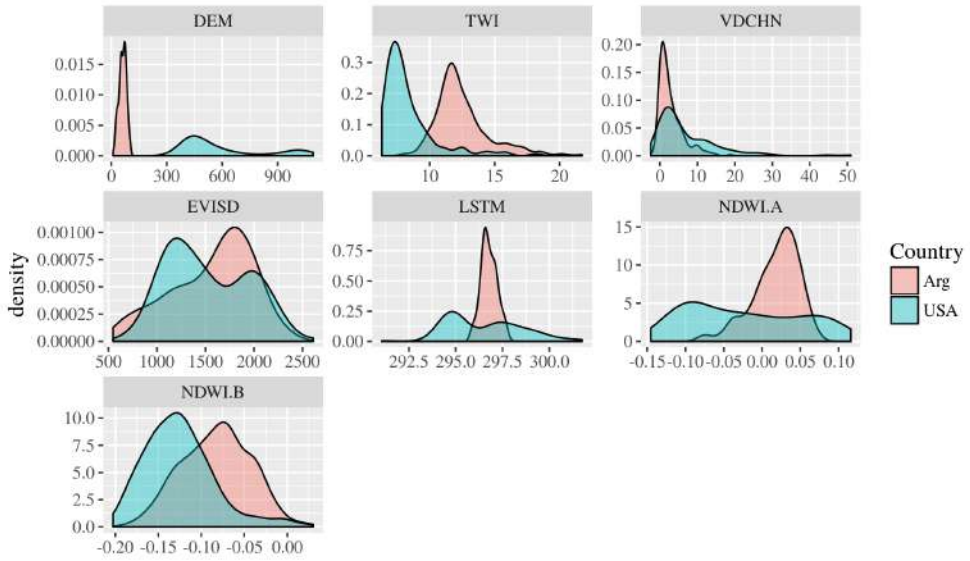 DEM
TWI
VDCHN
0.015
0.010
0.005
0.000
0 300 600 900
0.3
0.2
0.1
0.0
10 15 20
0.20
0.15
0.10
0.05
0.00
0 10 20 30 40 50
EVISD
LSTM
NDWI.A
0.00100
0.00075
0.00050
0.00025
0.00000
500 1000 1500 2000 2500
0.75
0.50
0.25
0.00
292.5 295.0 297.5 300.0
15
10
5
0
-0.15 -0.10 -0.05 0.00 0.05 0.10
NDWI.B
10.0
7.5
5.0
2.5
0.0
-0.20 -0.15 -0.10 -0.05 0.00
density
Country
Arg
USA